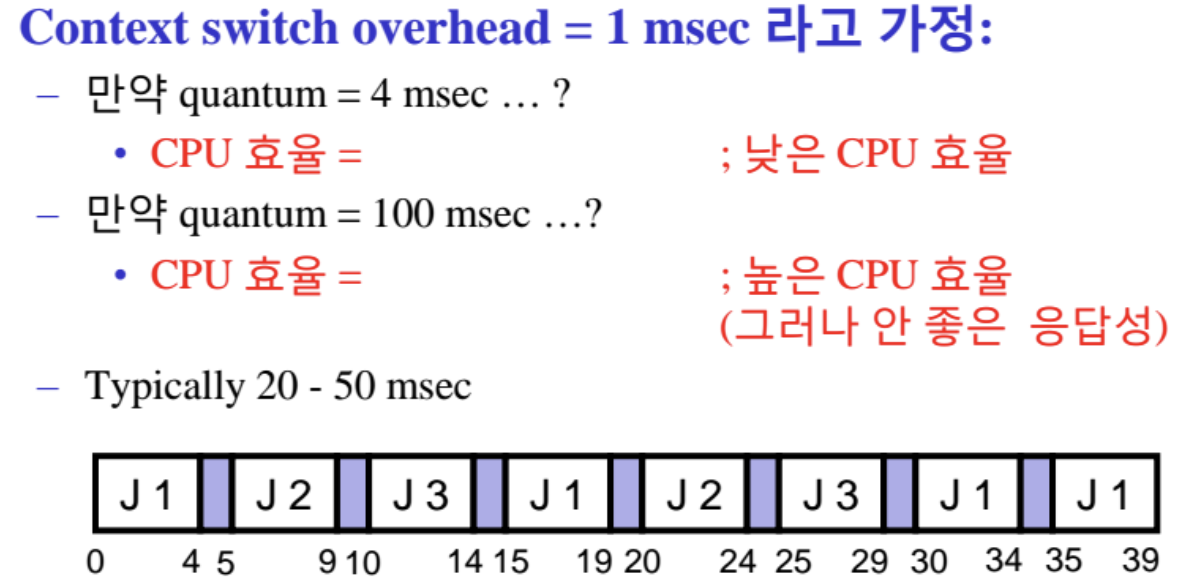 Context switch overhead = 1 msec 라고 가정:
– 만약 quantum = 4 msec … ?
• CPU 효율 = ; 낮은 CPU 효율
– 만약 quantum = 100 msec …?
• CPU 효율 = ; 높은 CPU 효율
(그러나 안 좋은 응답성)
– Typically 20 - 50 msec
J 1 J 2 J 3 J 1 J 2 J 3 J 1 J 1
0 4 5 9 10 14 15 19 20 24 25 29 30 34 35 39